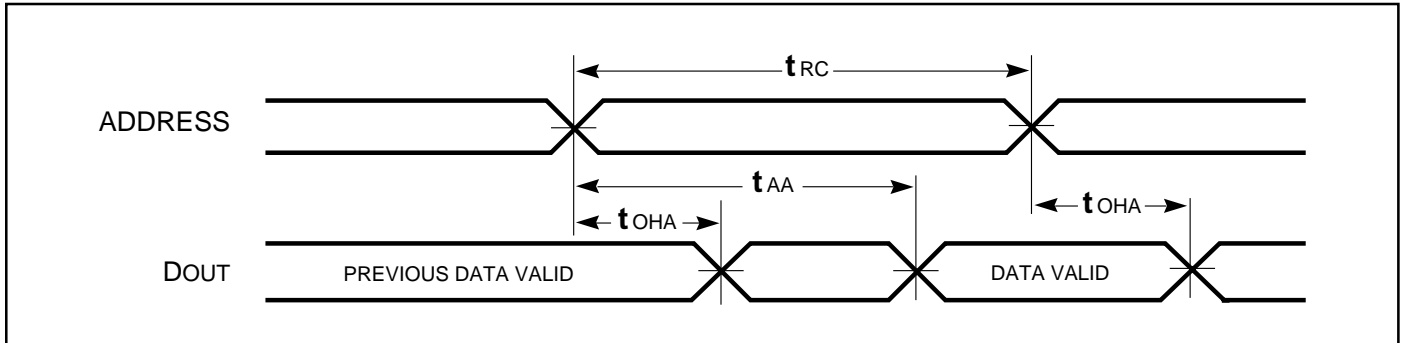 tRC
ADDRESS
tAA
tOHA
tOHA
DOUT
PREVIOUS DATA VALID
DATA VALID